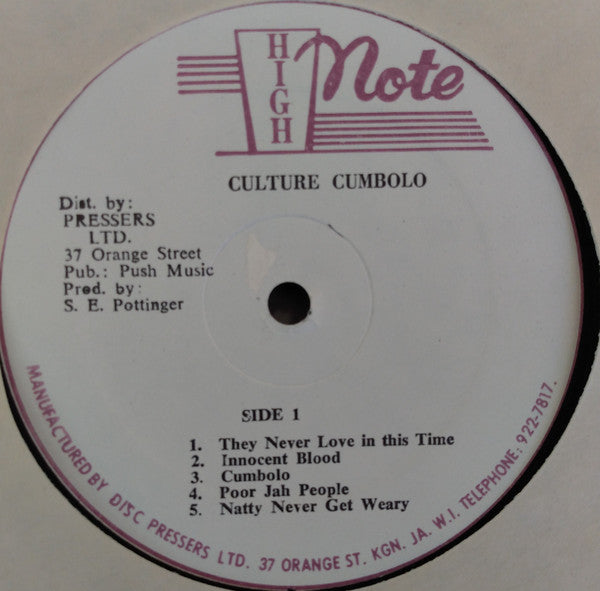 HIGH Note
CULTURE CUMBOLO
Dist. by:
PRESSERS
LTD.
37 Orange Street
Pub.: Push Music
Pred. by:
S. E. Pottinger
SIDE 1
1. They Never Love in this Time
2. Innocent Blood
3. Cumbolo
4. Poor Jah People
5. Natty Never Get Weary
MANUFACTURED BY DISC PRESSERS LTD. 37 ORANGE ST. KGN. JA. W.I. TELEPHONE: 922-7817.